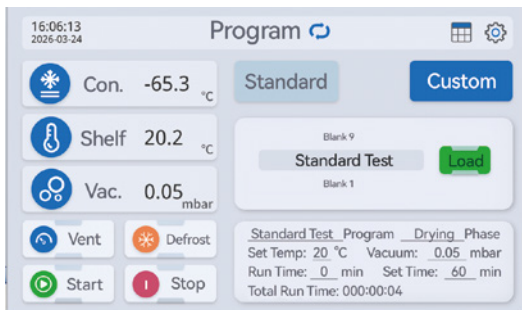 16:06:13
2026-03-24
Program
Con. -65.3 °C
Standard
Custom
Shelf 20.2 °C
Blank 9
Standard Test
Load
Blank 1
Vac. 0.05 mbar
Vent
Defrost
Start
Stop
Standard Test Program Drying Phase
Set Temp: 20 °C Vacuum: 0.05 mbar
Run Time: 0 min Set Time: 60 min
Total Run Time: 000:00:04